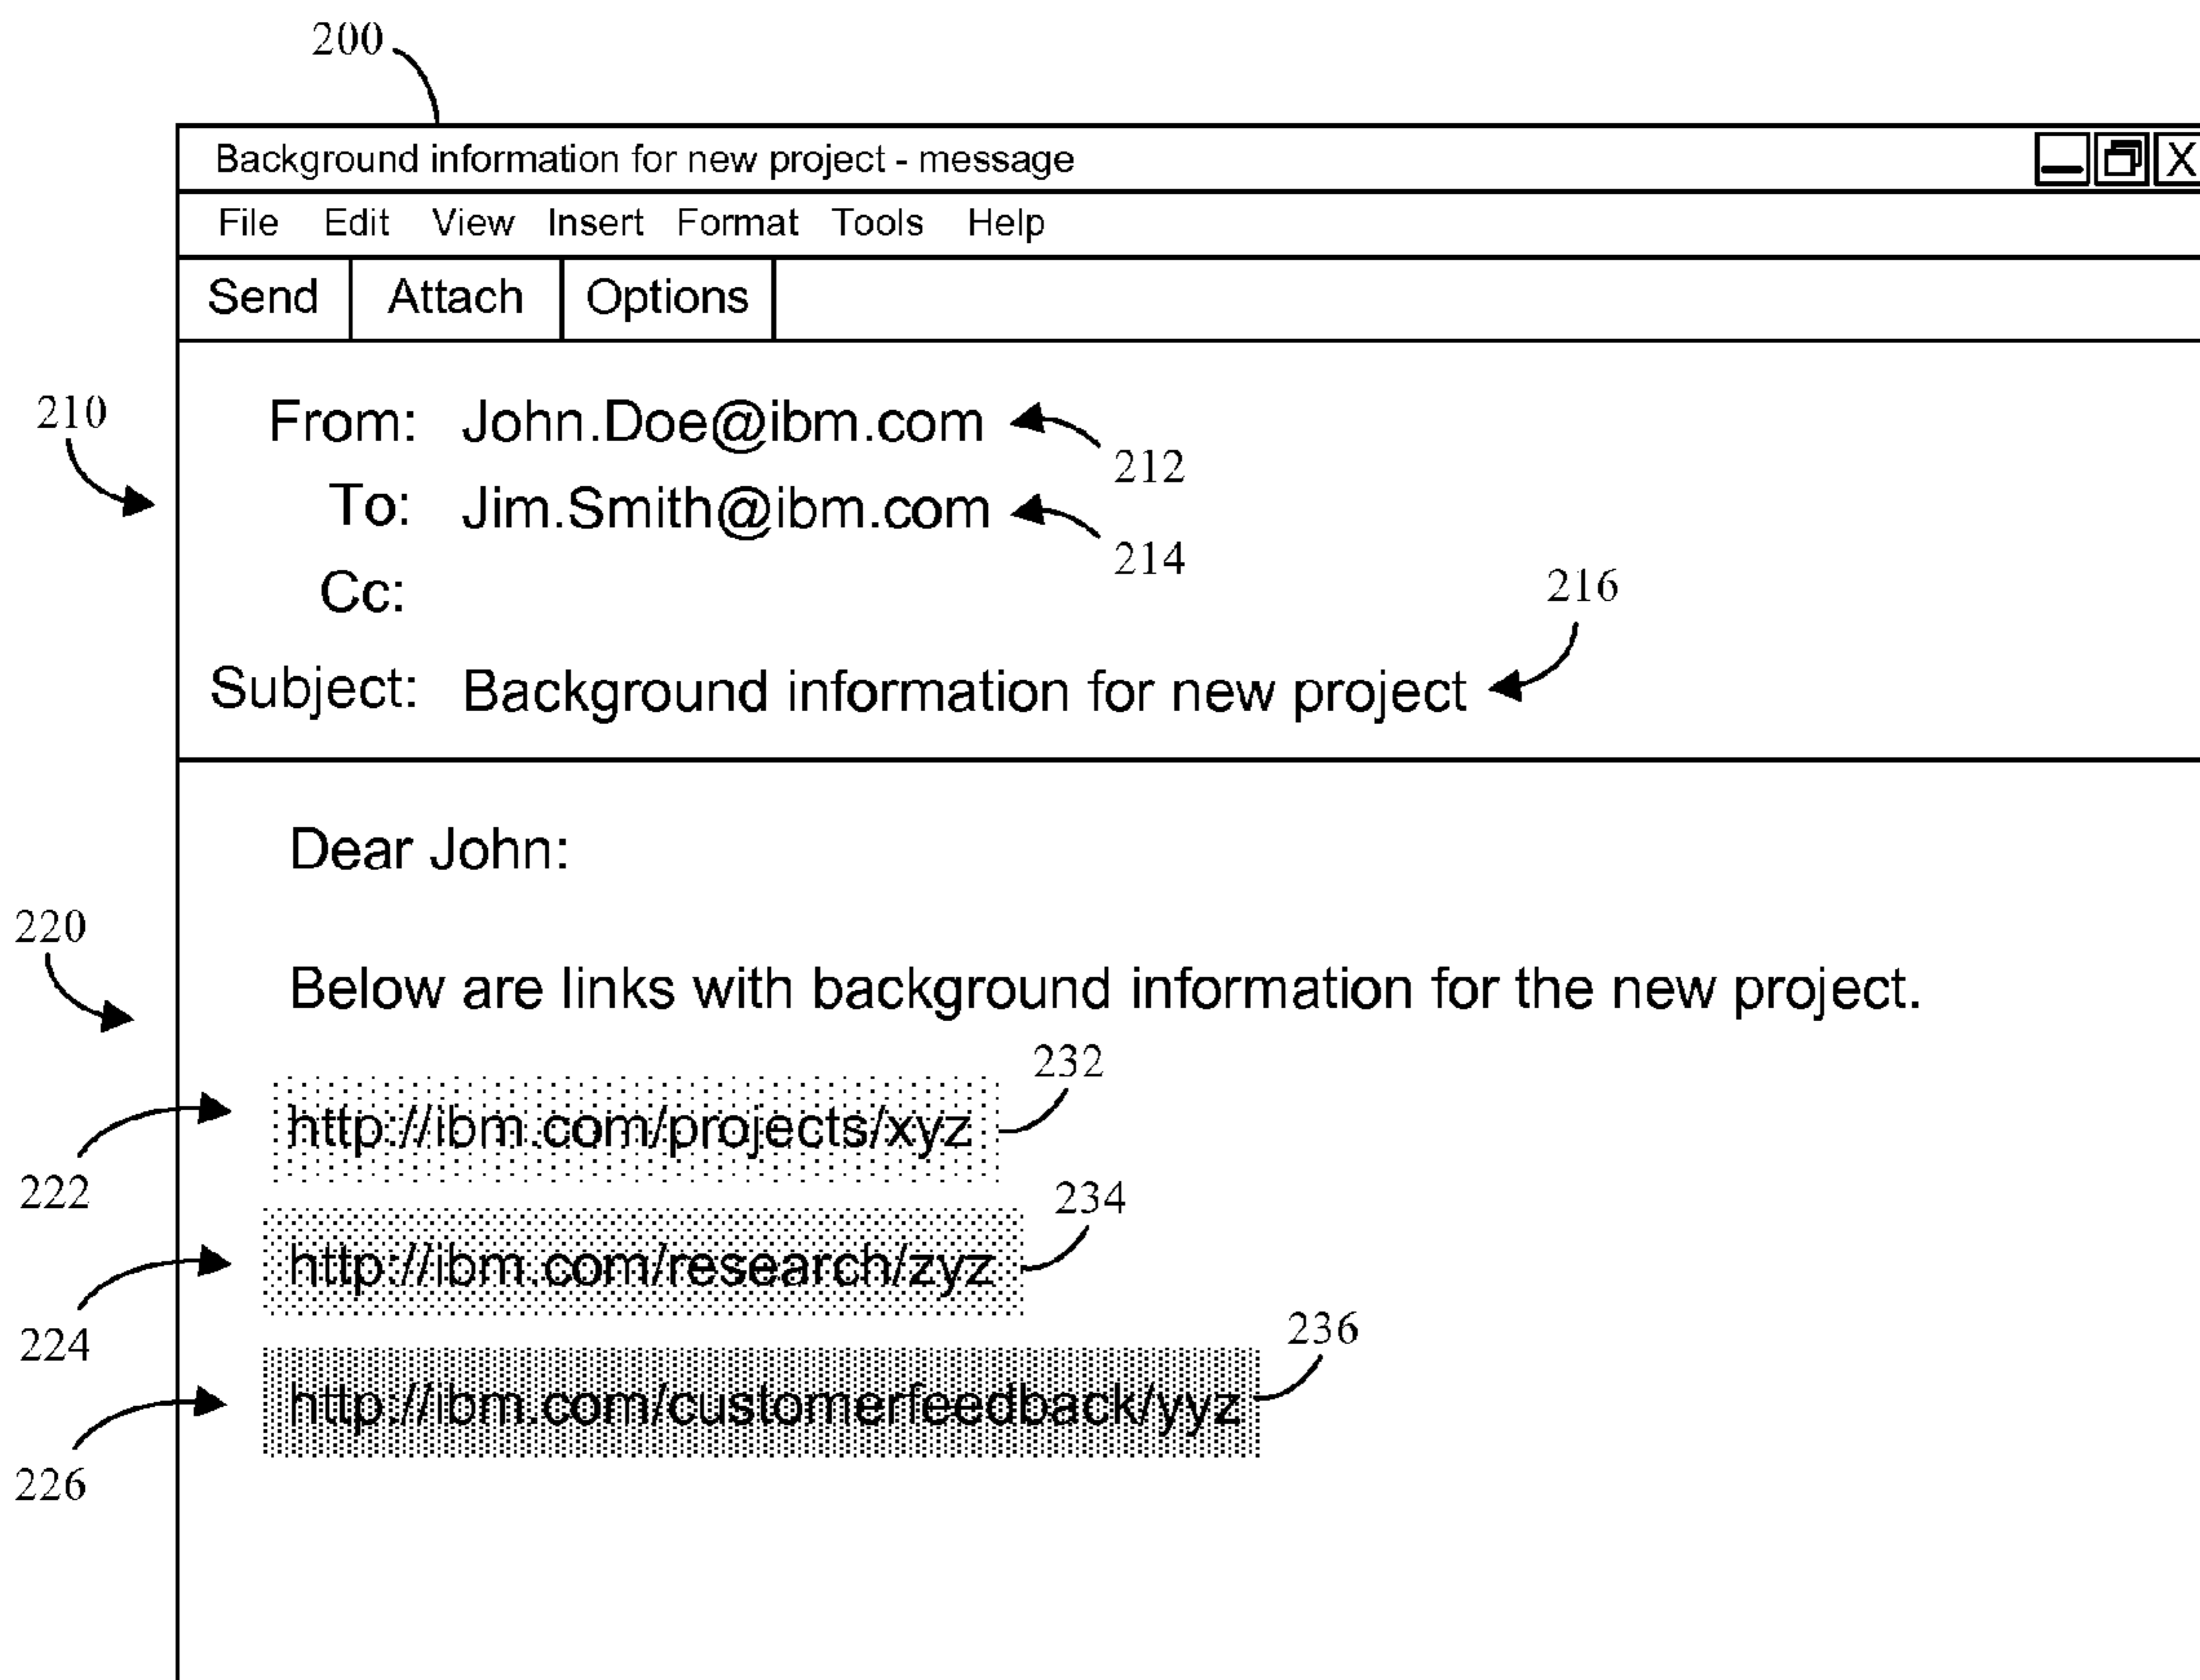 200
Background information for new project - message X
File Edit View Insert Format Tools Help
Send Attach Options
210
From: John.Doe@ibm.com
212
To: Jim.Smith@ibm.com
214
Cc:
216
Subject: Background information for new project
Dear John:
220
Below are links with background information for the new project.
232
http://ibm.com/projects/xyz
222
234
http://ibm.com/research/zyz
224
236
http://ibm.com/customerfeedback/yyz
226